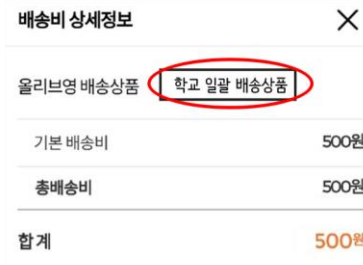 배송비 상세정보
올리브영 배송상품 학교 일괄 배송상품
기본 배송비 500원
총배송비 500원
합계 500원